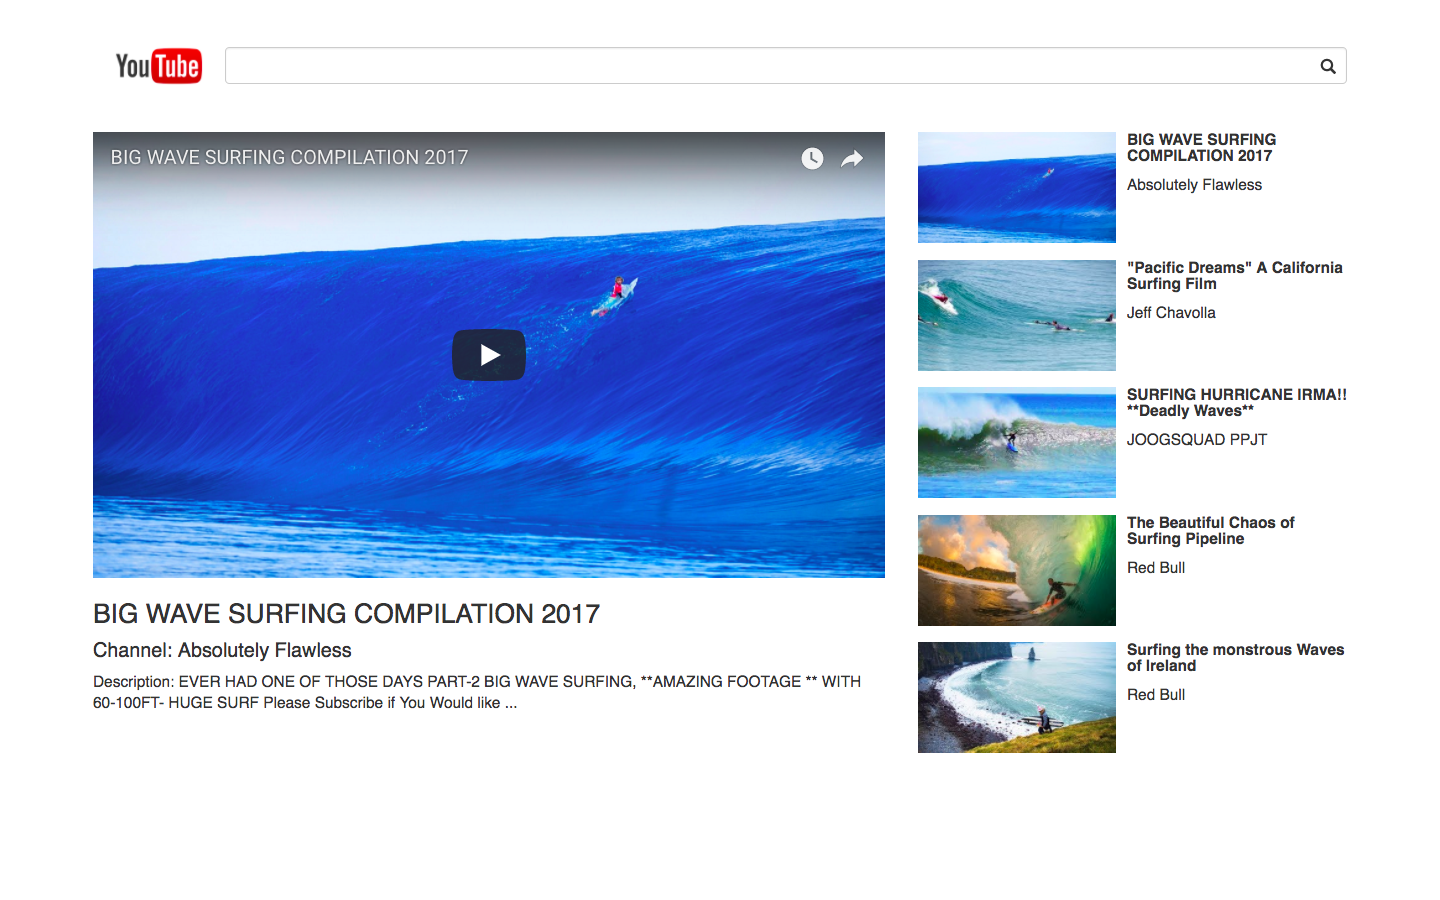 YouTube
BIG WAVE SURFING COMPILATION 2017
BIG WAVE SURFING COMPILATION 2017
Channel: Absolutely Flawless
Description: EVER HAD ONE OF THOSE DAYS PART-2 BIG WAVE SURFING, **AMAZING FOOTAGE ** WITH
60-100FT- HUGE SURF Please Subscribe if You Would like ...
BIG WAVE SURFING
COMPILATION 2017
Absolutely Flawless
"Pacific Dreams" A California
Surfing Film
Jeff Chavolla
SURFING HURRICANE IRMA!!
**Deadly Waves**
JOOGSQUAD PPJT
The Beautiful Chaos of
Surfing Pipeline
Red Bull
Surfing the monstrous Waves
of Ireland
Red Bull